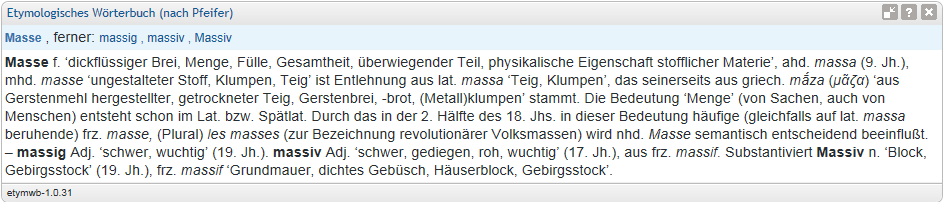 Etymologisches Wörterbuch (nach Pfeifer)
Masse , ferner: massig , massiv , Massiv
Masse f. ‘dickflüssiger Brei, Menge, Fülle, Gesamtheit, überwiegender Teil, physikalische Eigenschaft stofflicher Materie’, ahd. massa (9. Jh.),
mhd. masse ‘ungestalteter Stoff, Klumpen, Teig’ ist Entlehnung aus lat. massa ‘Teig, Klumpen’, das seinerseits aus griech. mā́za (μᾶζα) ‘aus
Gerstenmehl hergestellter, getrockneter Teig, Gerstenbrei, -brot, (Metall)klumpen’ stammt. Die Bedeutung ‘Menge’ (von Sachen, auch von
Menschen) entsteht schon im Lat. bzw. Spätlat. Durch das in der 2. Hälfte des 18. Jhs. in dieser Bedeutung häufige (gleichfalls auf lat. massa
beruhende) frz. masse, (Plural) les masses (zur Bezeichnung revolutionärer Volksmassen) wird nhd. Masse semantisch entscheidend beeinflußt.
– massig Adj. ‘schwer, wuchtig’ (19. Jh.). massiv Adj. ‘schwer, gediegen, roh, wuchtig’ (17. Jh.), aus frz. massif. Substantiviert Massiv n. ‘Block,
Gebirgsstock’ (19. Jh.), frz. massif ‘Grundmauer, dichtes Gebüsch, Häuserblock, Gebirgsstock’.
etymwb-1.0.31